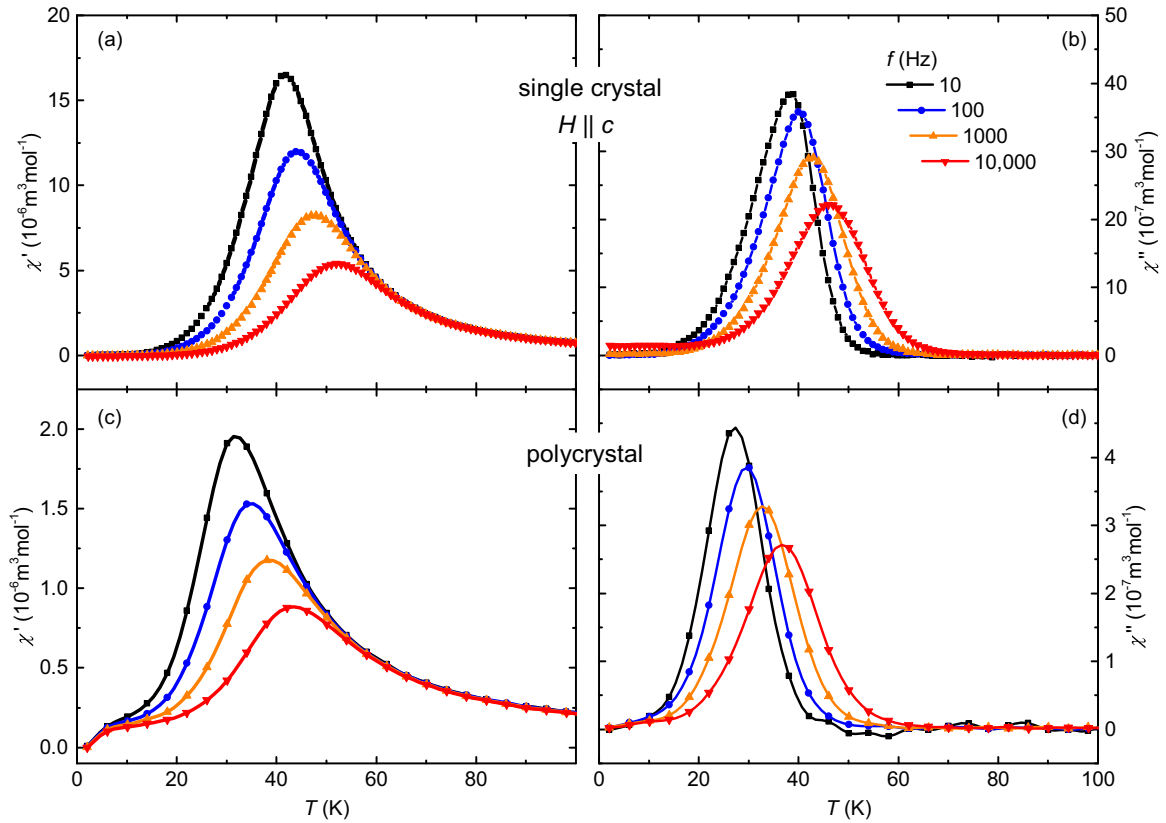 (a)
(b)
(c)
(d)
single crystal
H || c
polycrystal
f (Hz)
10
100
1000
10,000
χ' (10⁻⁶m³mol⁻¹)
20
15
10
5
0
χ'' (10⁻⁷m³mol⁻¹)
50
40
30
20
10
0
χ' (10⁻⁶m³mol⁻¹)
2.0
1.5
1.0
0.5
0.0
χ'' (10⁻⁷m³mol⁻¹)
4
3
2
1
0
0 20 40 60 80
T (K)
0 20 40 60 80 100
T (K)